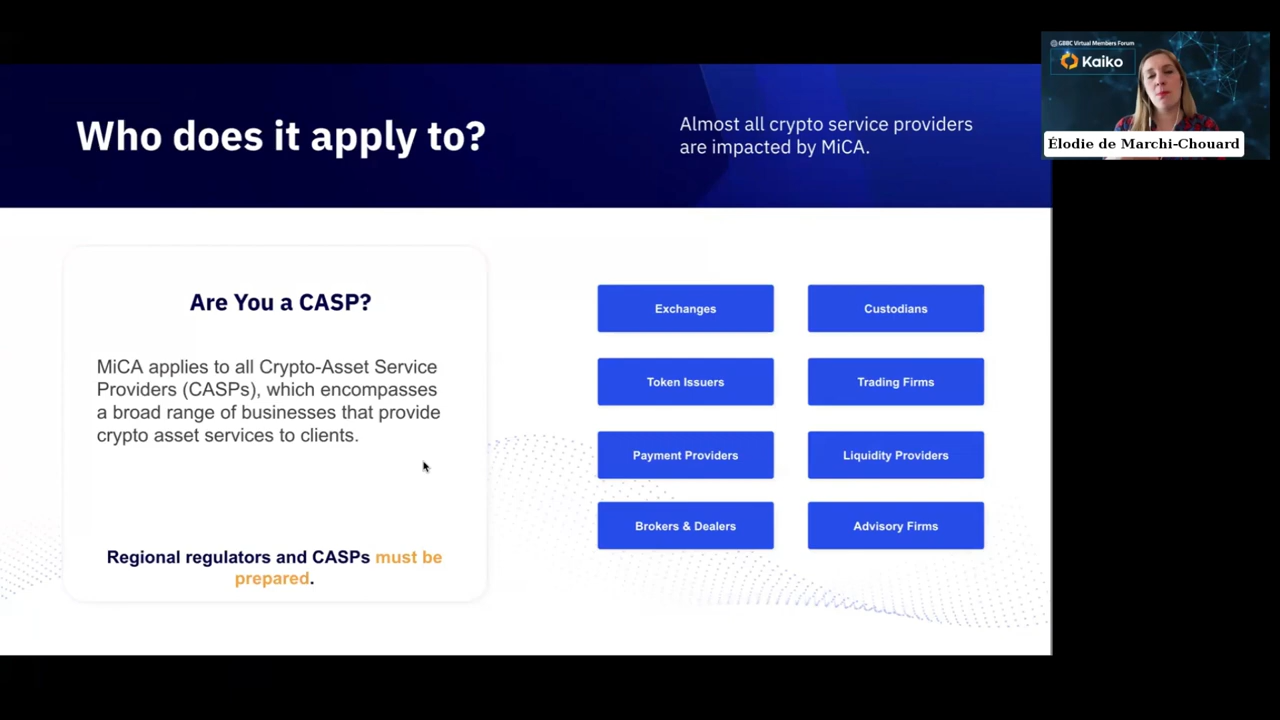 Who does it apply to?
Almost all crypto service providers
are impacted by MiCA.
GBBC Virtual Members Forum
Kaiko
Élodie de Marchi-Chouard
Are You a CASP?
MiCA applies to all Crypto-Asset Service
Providers (CASPs), which encompasses
a broad range of businesses that provide
crypto asset services to clients.
Regional regulators and CASPs must be
prepared.
Exchanges
Custodians
Token Issuers
Trading Firms
Payment Providers
Liquidity Providers
Brokers & Dealers
Advisory Firms